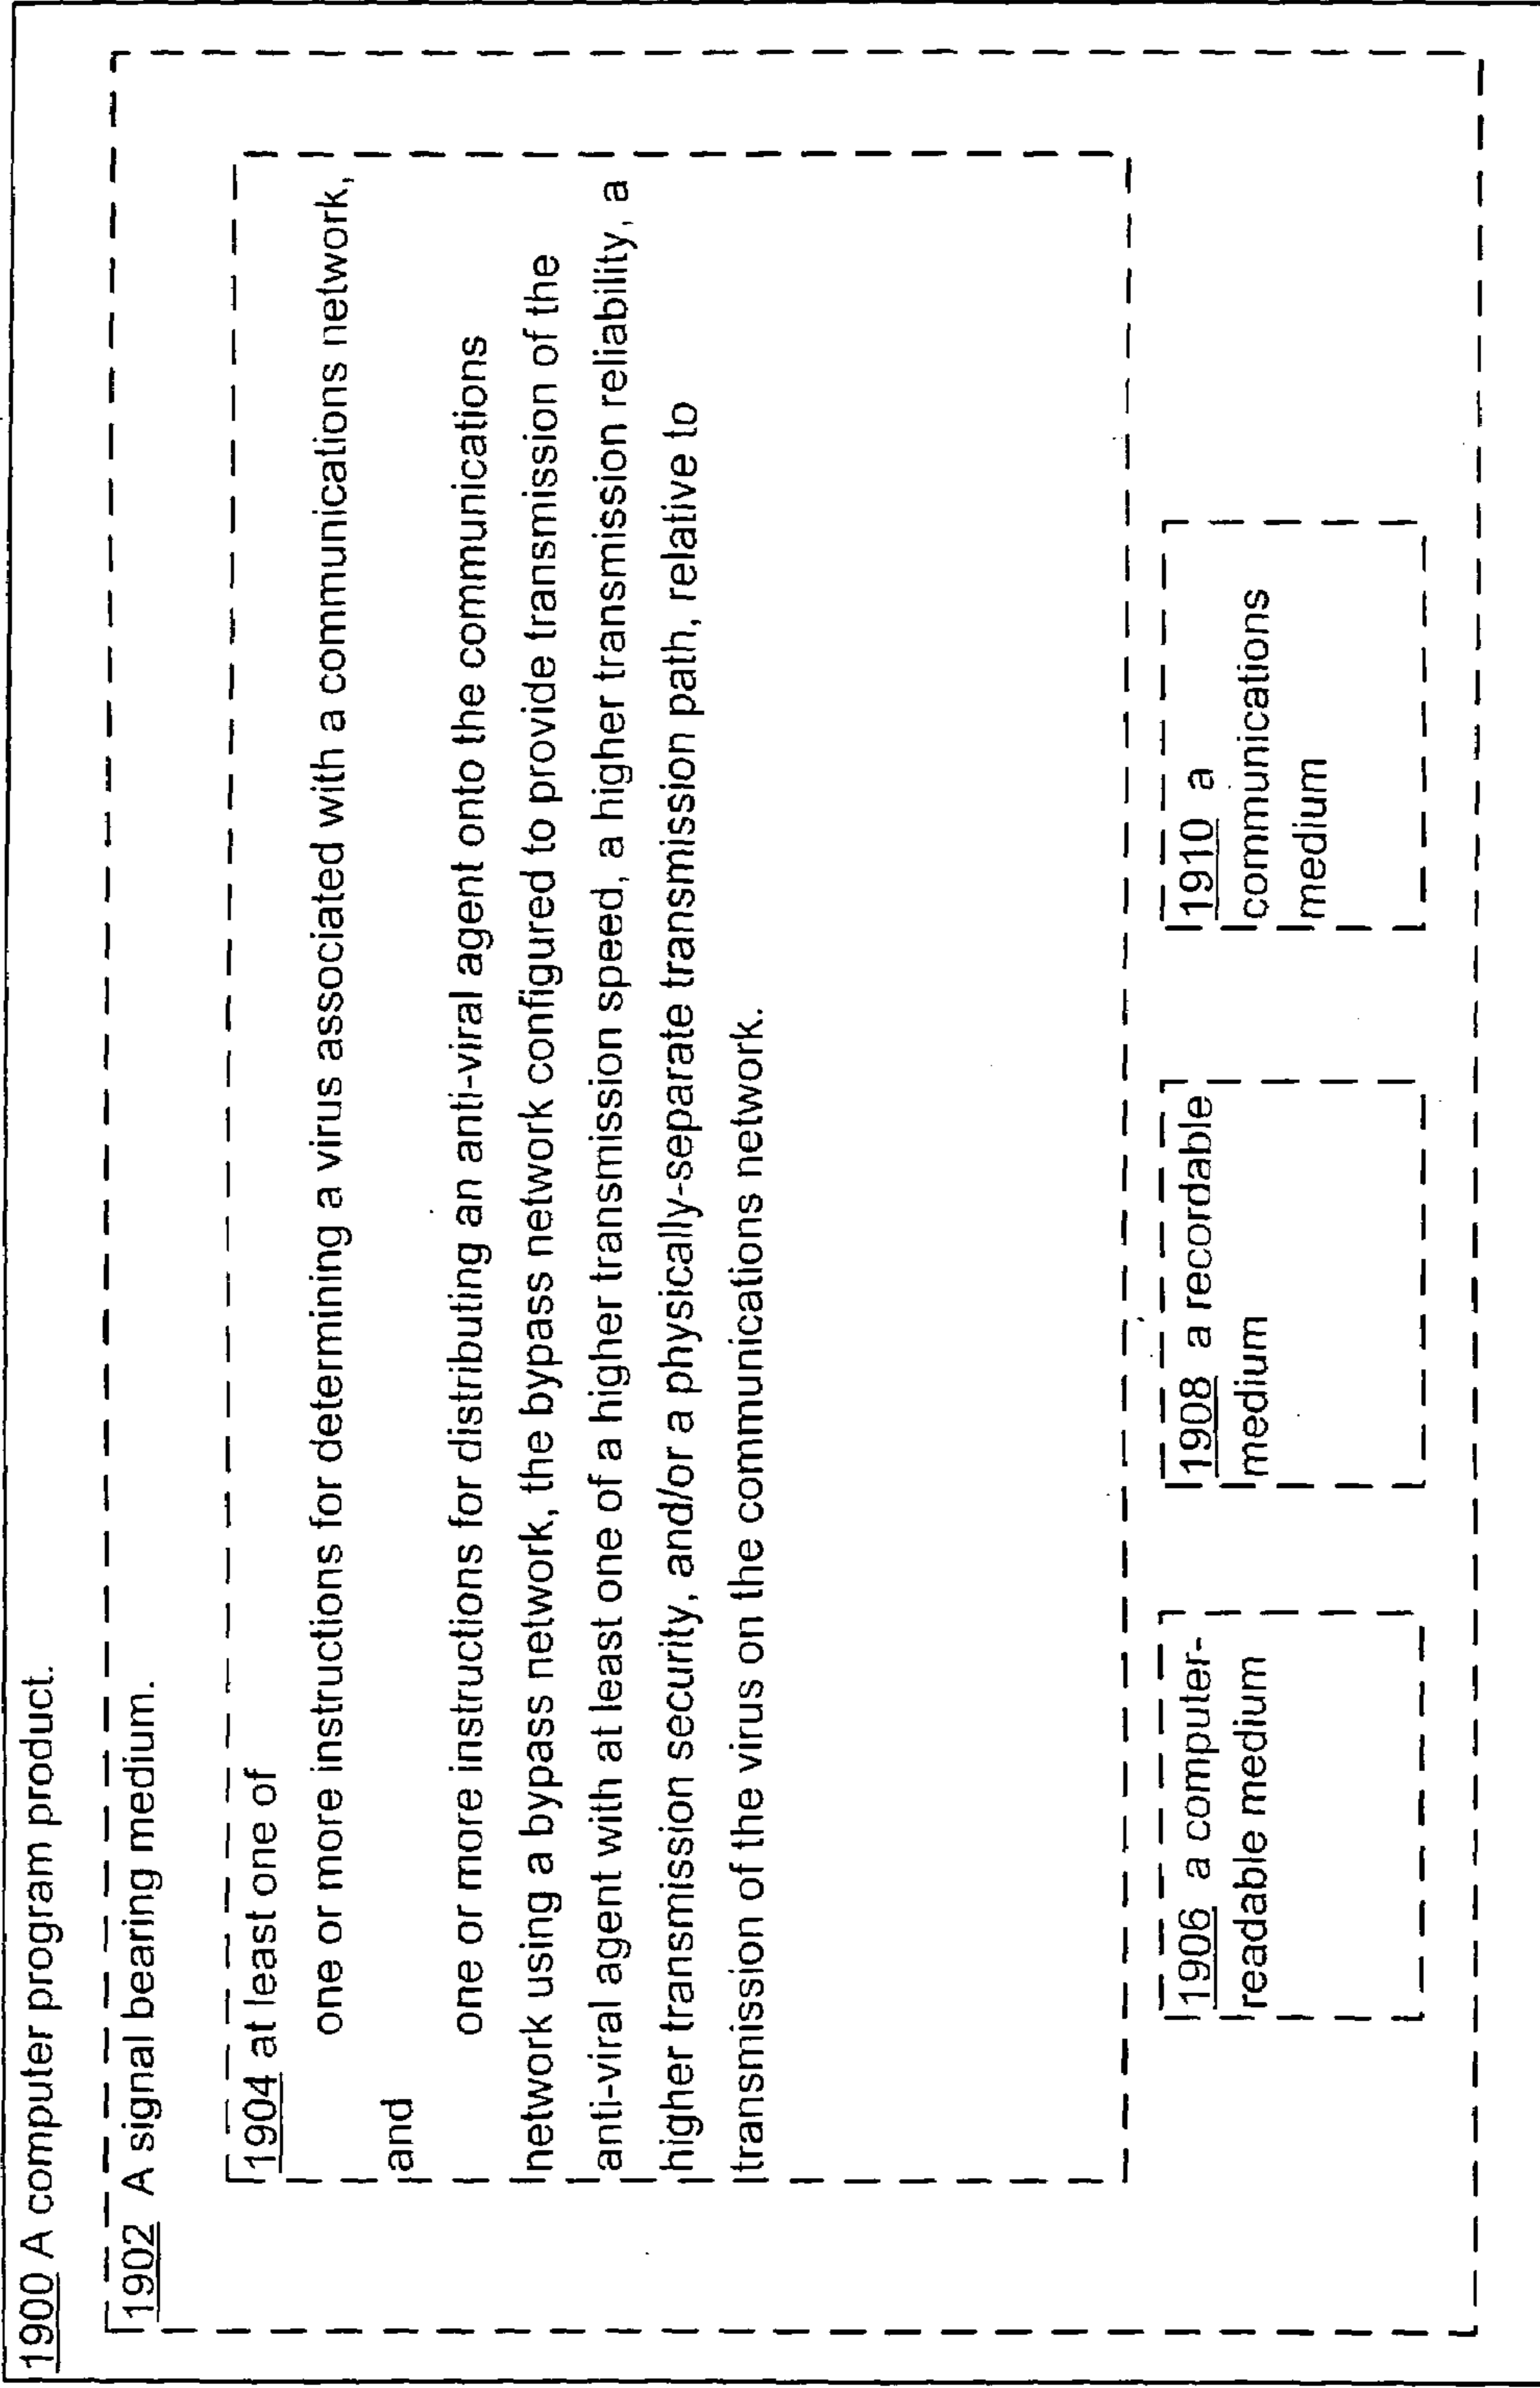 1900 A computer program product.
1902 A signal bearing medium.
1904 at least one of
one or more instructions for determining a virus associated with a communications network,
and
one or more instructions for distributing an anti-viral agent onto the communications
network using a bypass network, the bypass network configured to provide transmission of the
anti-viral agent with at least one of a higher transmission speed, a higher transmission reliability, a
higher transmission security, and/or a physically-separate transmission path, relative to
transmission of the virus on the communications network.
1906 a computer-
readable medium
1908 a recordable
medium
1910 a
communications
medium